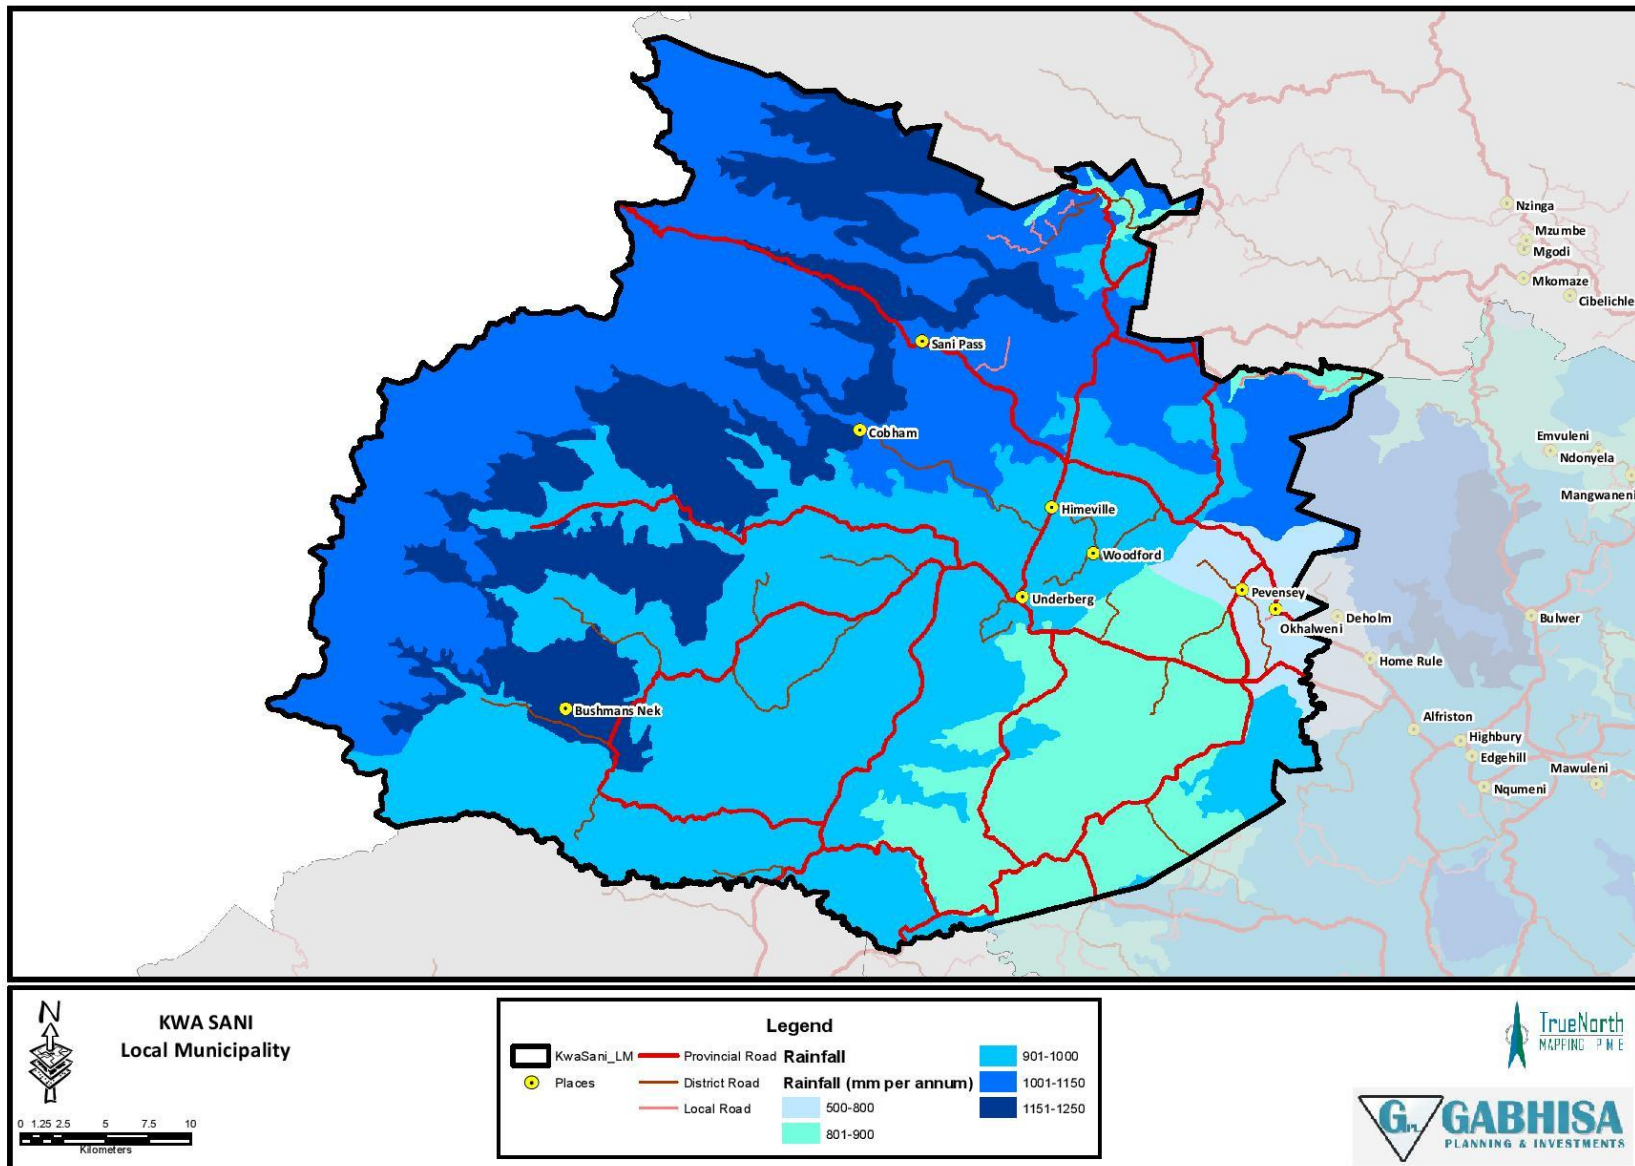 Nzinga
Mzumbe
Mgodi
Mkomaze
Cibelichle
Sani Pass
Cobham
Emvuleni
Ndonyela
Mangwaneni
Himeville
Woodford
Pevensey
Underberg
Okhalweni
Deholm
Bulwer
Home Rule
Bushmans Nek
Alfriston
Highbury
Edgehill
Mawuleni
Nqumeni
N
KWA SANI
Local Municipality
0 1.25 2.5 5 7.5 10
Kilometers
Legend
KwaSani_LM
Places
Provincial Road
District Road
Local Road
Rainfall
Rainfall (mm per annum)
500-800
801-900
901-1000
1001-1150
1151-1250
TrueNorth
MAPPING PME
GABHISA
PLANNING & INVESTMENTS